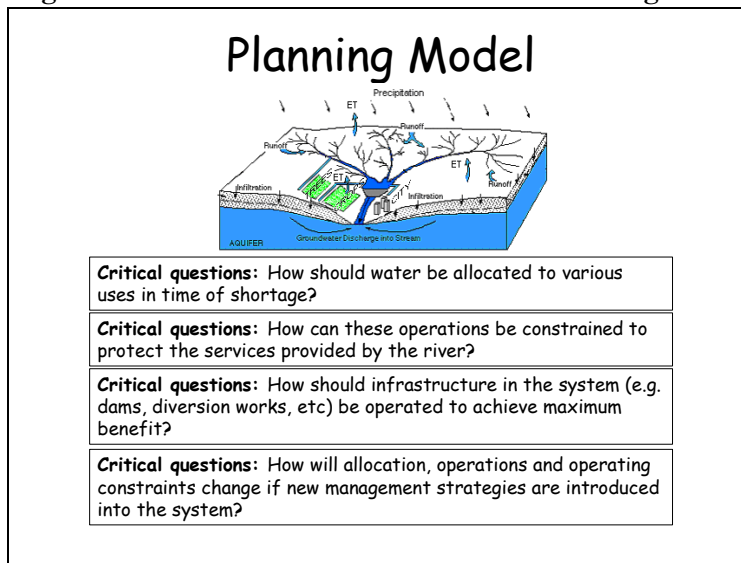 Planning Model
Precipitation
ET
Runoff
Runoff
ET
ET
Runoff
Infiltration
Infiltration
AQUIFER
Groundwater Discharge into Stream
Critical questions: How should water be allocated to various
uses in time of shortage?
Critical questions: How can these operations be constrained to
protect the services provided by the river?
Critical questions: How should infrastructure in the system (e.g.
dams, diversion works, etc) be operated to achieve maximum
benefit?
Critical questions: How will allocation, operations and operating
constraints change if new management strategies are introduced
into the system?